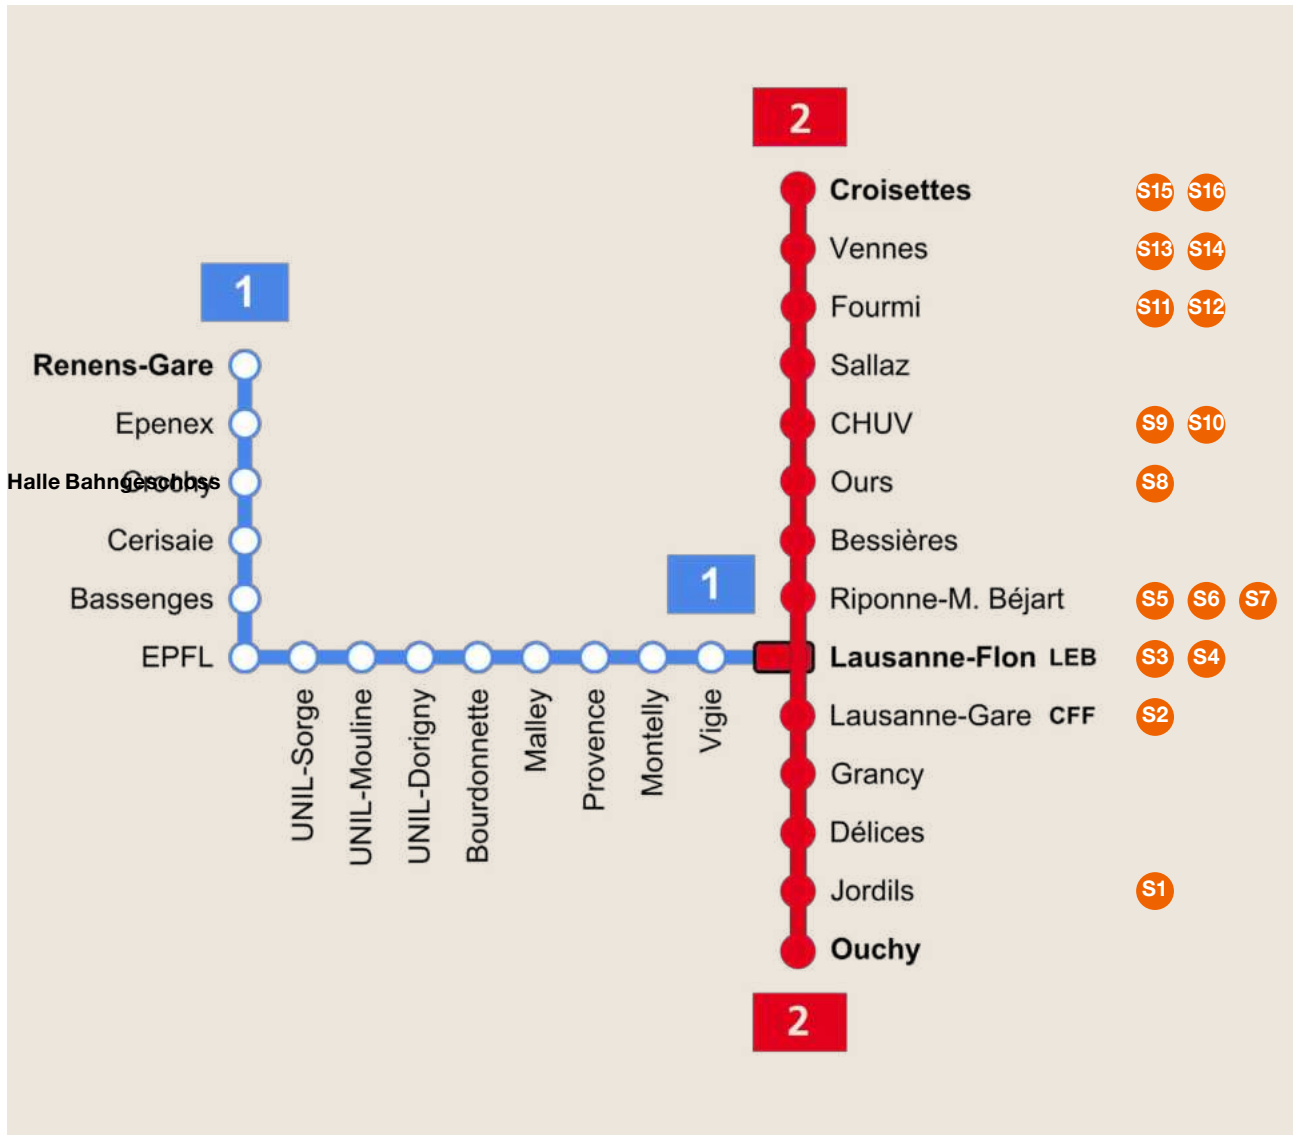 2
Croisettes S15 S16
Vennes S13 S14
1
Fourmi S11 S12
Renens-Gare
Sallaz
Epenex
CHUV S9 S10
Crochy
Halle Bahngeschoss
Ours S8
Cerisaie
Bessières
1
Bassenges
Riponne-M. Béjart S5 S6 S7
EPFL
Lausanne-Flon LEB S3 S4
UNIL-Sorge
UNIL-Mouline
UNIL-Dorigny
Bourdonnette
Malley
Provence
Montelly
Vigie
Lausanne-Gare CFF S2
Grancy
Délices
Jordils S1
Ouchy
2